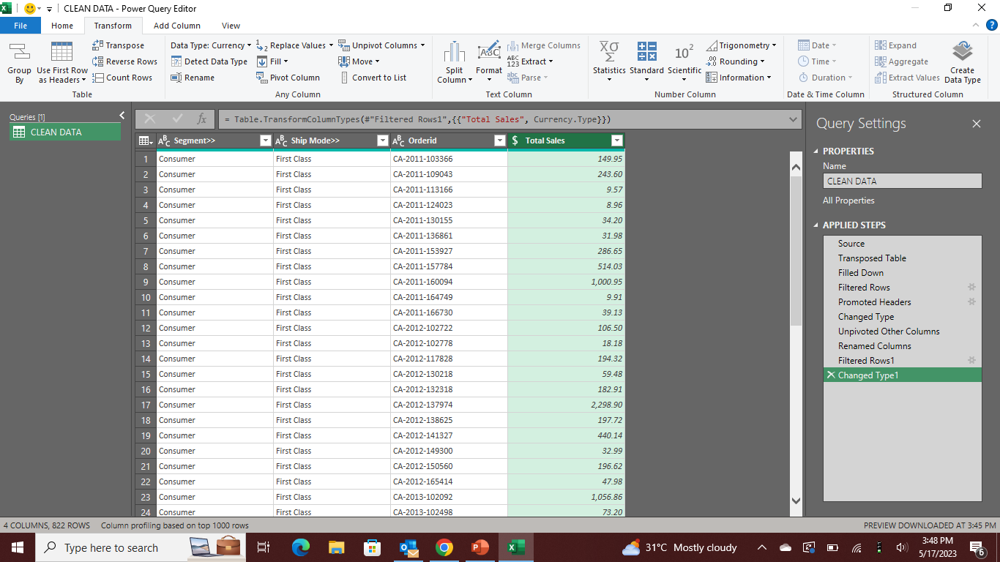 CLEAN DATA - Power Query Editor
File Home Transform Add Column View
Group By
Use First Row as Headers
Transpose
Reverse Rows
Count Rows
Table
Data Type: Currency
Detect Data Type
Rename
Replace Values
Fill
Pivot Column
Unpivot Columns
Move
Convert to List
Any Column
Split Column
Format
Merge Columns
Extract
Parse
Text Column
Statistics
Standard
Scientific
Trigonometry
Rounding
Information
Number Column
Date
Time
Duration
Date & Time Column
Expand
Aggregate
Extract Values
Create Data Type
Structured Column
Queries [1]
CLEAN DATA
= Table.TransformColumnTypes(#"Filtered Rows1",{{"Total Sales", Currency.Type}})
Segment>> Ship Mode>> Orderid $ Total Sales
1 Consumer First Class CA-2011-103366 149.95
2 Consumer First Class CA-2011-109043 243.60
3 Consumer First Class CA-2011-113166 9.57
4 Consumer First Class CA-2011-124023 8.96
5 Consumer First Class CA-2011-130155 34.20
6 Consumer First Class CA-2011-136861 31.98
7 Consumer First Class CA-2011-153927 286.65
8 Consumer First Class CA-2011-157784 514.03
9 Consumer First Class CA-2011-160094 1,000.95
10 Consumer First Class CA-2011-164749 9.91
11 Consumer First Class CA-2011-166730 39.13
12 Consumer First Class CA-2012-102722 106.50
13 Consumer First Class CA-2012-102778 18.18
14 Consumer First Class CA-2012-117828 194.32
15 Consumer First Class CA-2012-130218 59.48
16 Consumer First Class CA-2012-132318 182.91
17 Consumer First Class CA-2012-137974 2,298.90
18 Consumer First Class CA-2012-138625 197.72
19 Consumer First Class CA-2012-141327 440.14
20 Consumer First Class CA-2012-149300 32.99
21 Consumer First Class CA-2012-150560 196.62
22 Consumer First Class CA-2012-165414 47.98
23 Consumer First Class CA-2013-102092 1,056.86
24 Consumer First Class CA-2013-102498 73.20
Query Settings
PROPERTIES
Name
CLEAN DATA
All Properties
APPLIED STEPS
Source
Transposed Table
Filled Down
Filtered Rows
Promoted Headers
Changed Type
Unpivoted Other Columns
Renamed Columns
Filtered Rows1
Changed Type1
4 COLUMNS, 822 ROWS Column profiling based on top 1000 rows
PREVIEW DOWNLOADED AT 3:45 PM
Type here to search
31°C Mostly cloudy
3:48 PM
5/17/2023
6